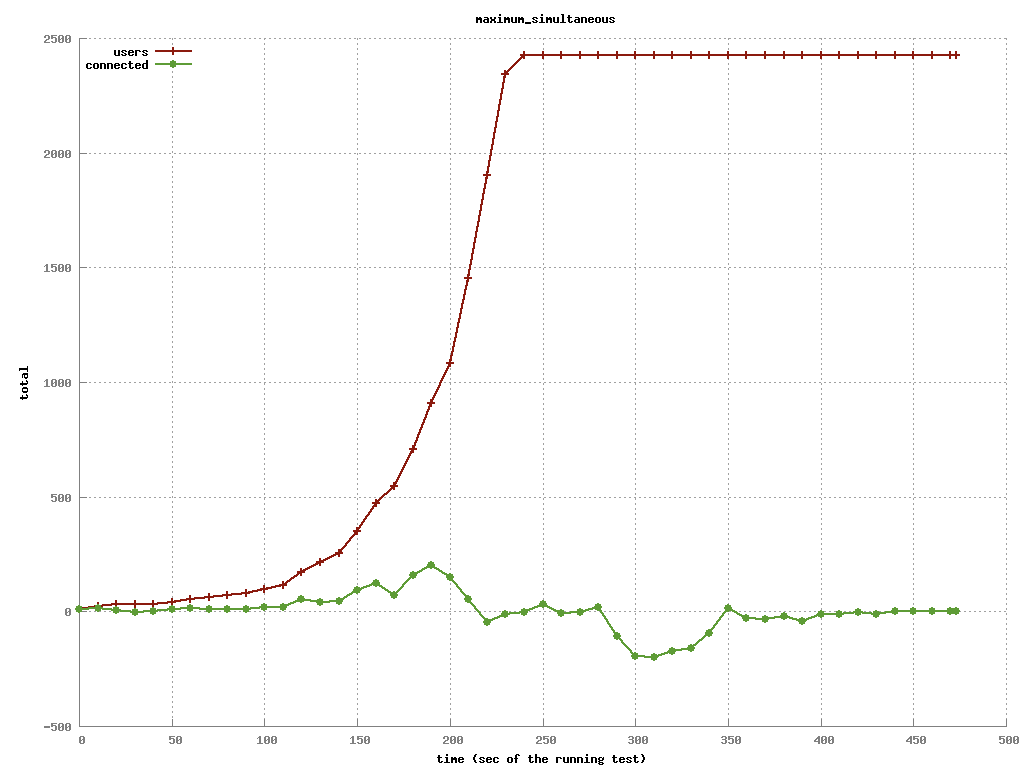 maximum_simultaneous
2500
users
connected
2000
1500
1000
500
0
-500
total
0 50 100 150 200 250 300 350 400 450 500
time (sec of the running test)